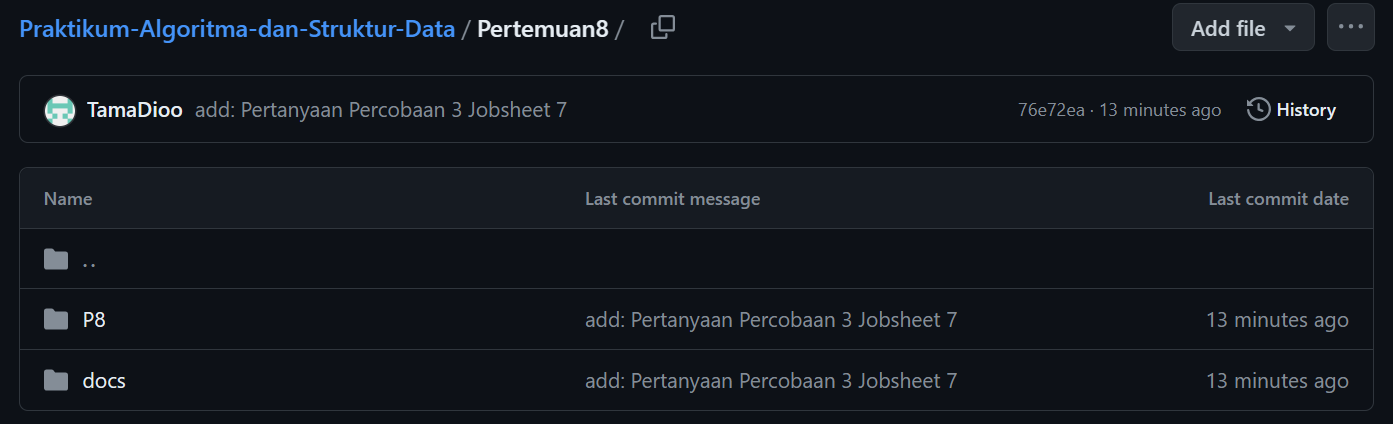 Praktikum-Algoritma-dan-Struktur-Data / Pertemuan8 / Add file ...
TamaDioo add: Pertanyaan Percobaan 3 Jobsheet 7 76e72ea · 13 minutes ago History
Name Last commit message Last commit date
..
P8 add: Pertanyaan Percobaan 3 Jobsheet 7 13 minutes ago
docs add: Pertanyaan Percobaan 3 Jobsheet 7 13 minutes ago